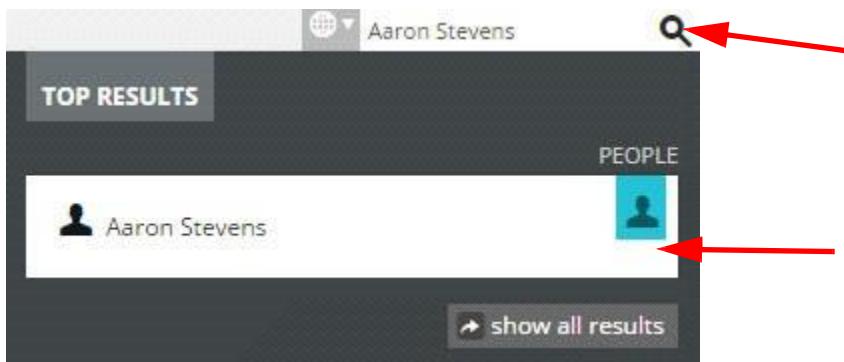 Aaron Stevens
TOP RESULTS
PEOPLE
Aaron Stevens
show all results